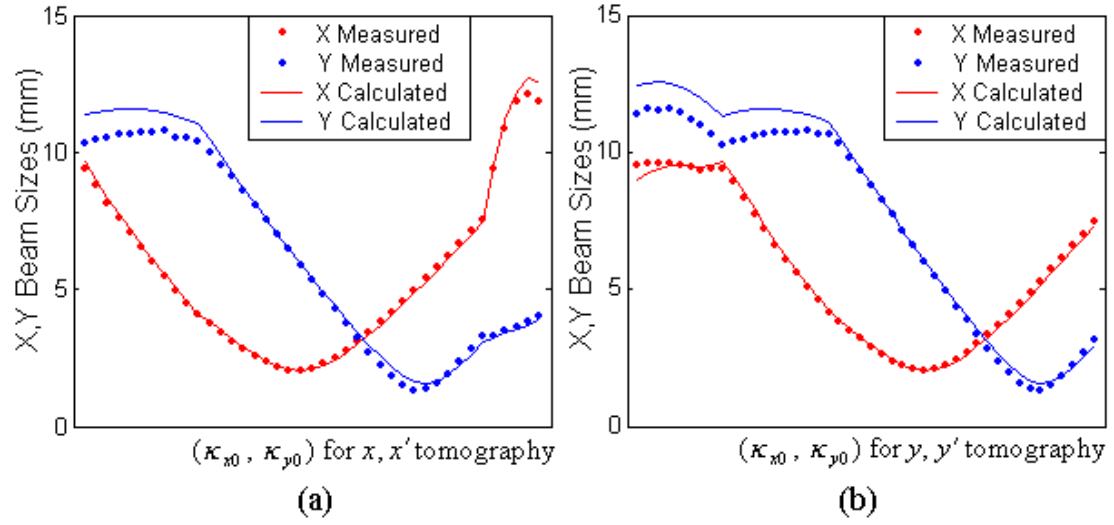 X,Y Beam Sizes (mm)
15
10
5
0
X Measured
Y Measured
X Calculated
Y Calculated
(κx0 , κy0) for x, x′ tomography
(a)
X,Y Beam Sizes (mm)
15
10
5
0
X Measured
Y Measured
X Calculated
Y Calculated
(κx0 , κy0) for y, y′ tomography
(b)